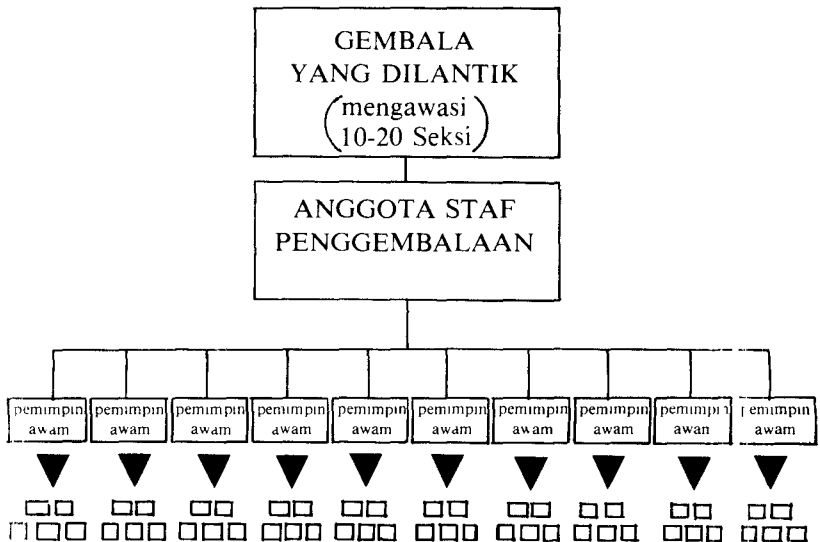 GEMBALA
YANG DILANTIK
(mengawasi
10-20 Seksi)
ANGGOTA STAF
PENGGEMBALAAN
pemimpin pemimpin pemimpin pemimpin pemimpin pemimpin pemimpin pemimpin pemimpin pemimpin
awam awam awam awam awam awam awam awam awan awam